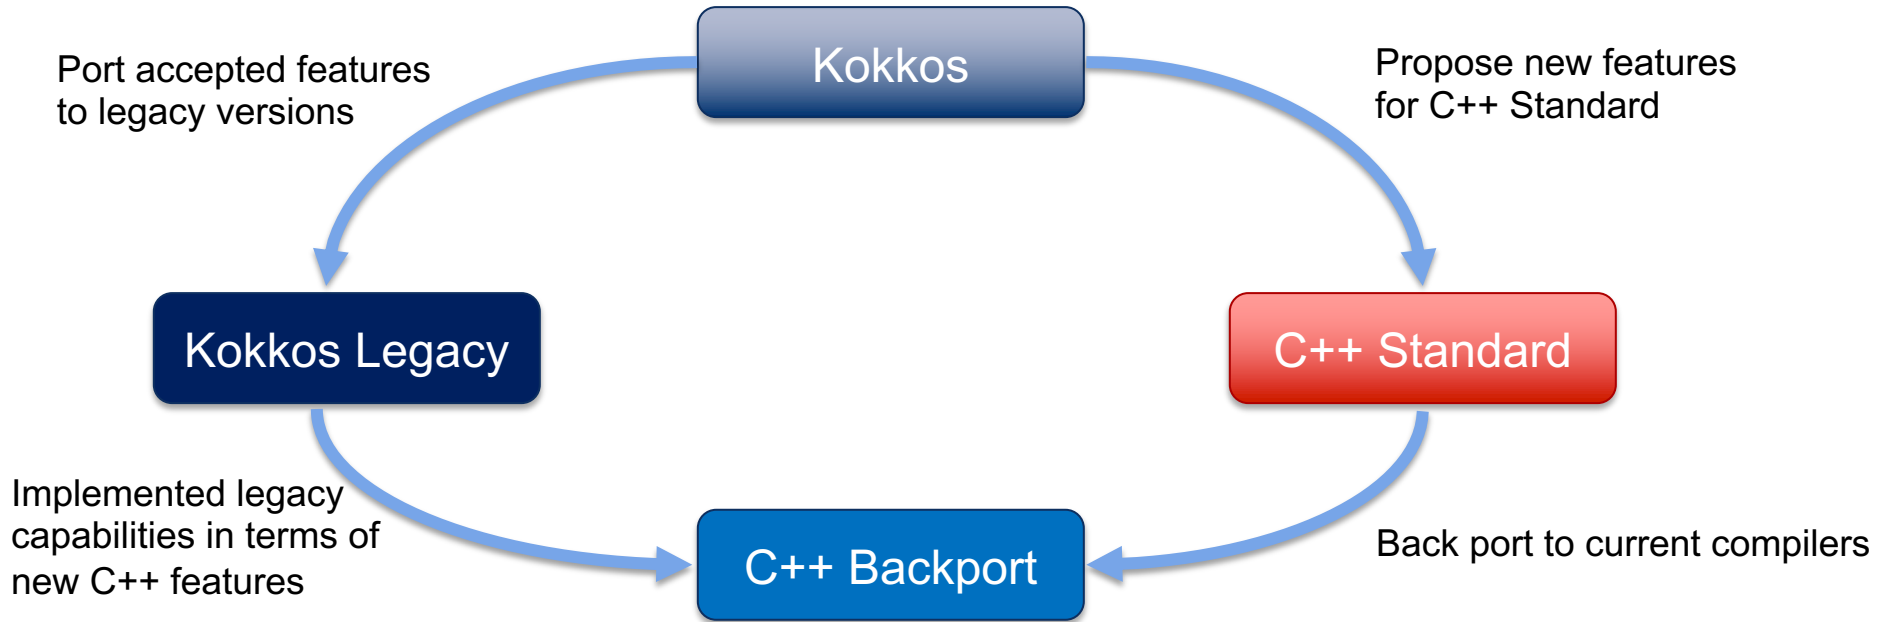 Kokkos
Port accepted features
to legacy versions
Propose new features
for C++ Standard
Kokkos Legacy
C++ Standard
Implemented legacy
capabilities in terms of
new C++ features
C++ Backport
Back port to current compilers